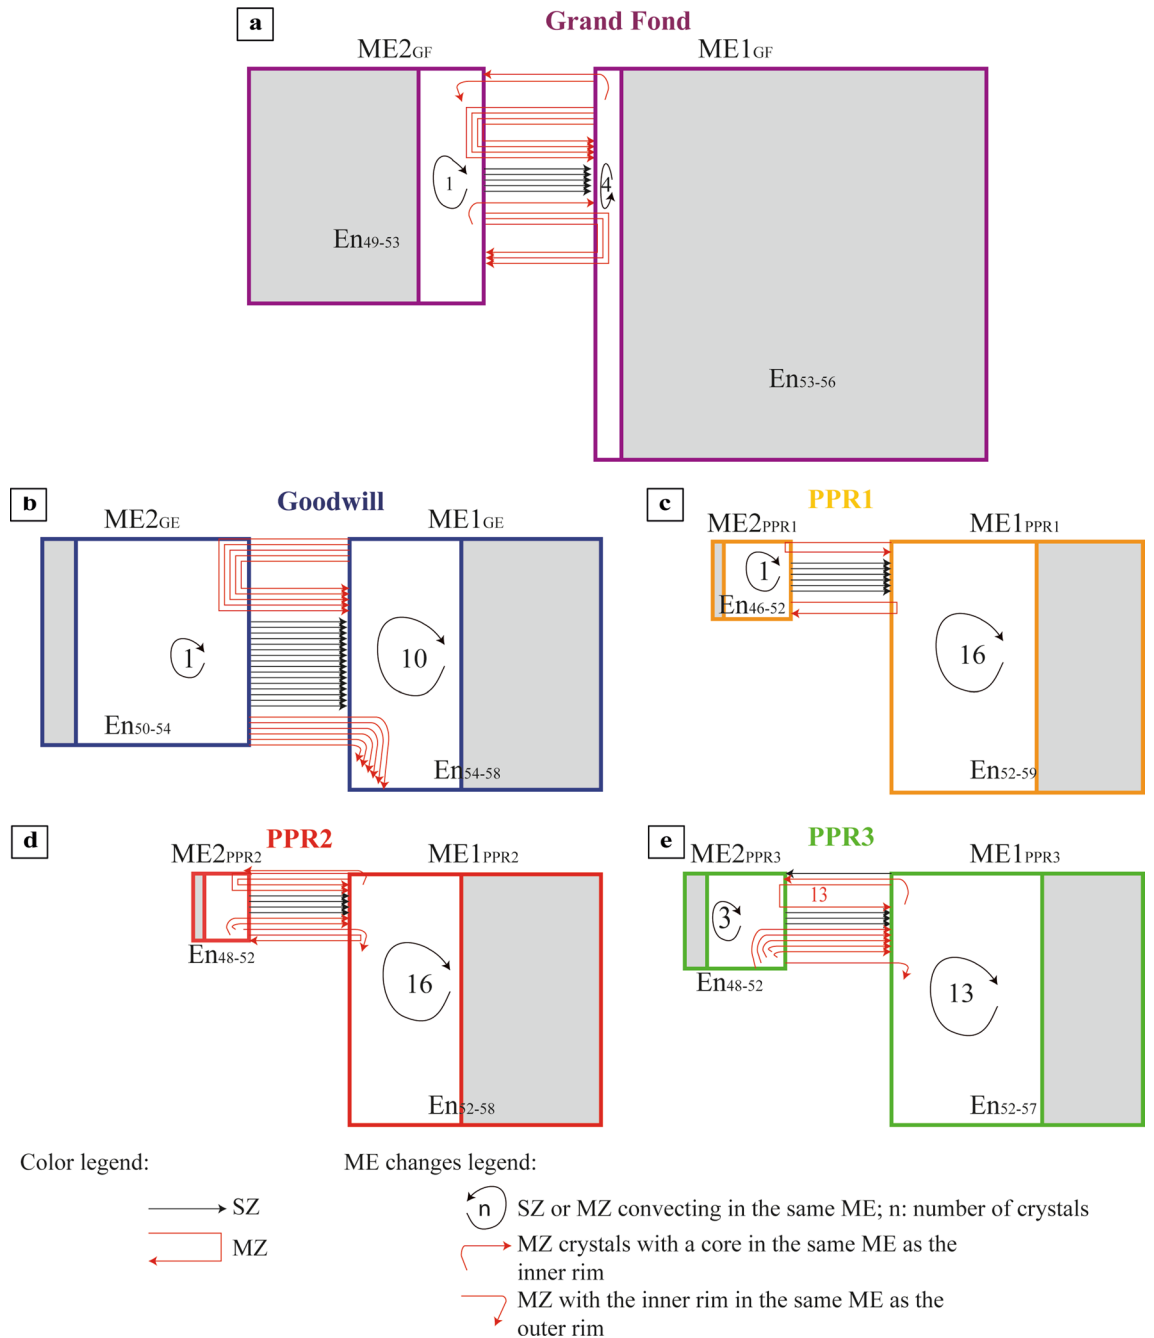 a
Grand Fond
ME2GF
ME1GF
1
4
En49-53
En53-56
b
Goodwill
ME2GE
ME1GE
1
10
En50-54
En54-58
c
PPR1
ME2PPR1
ME1PPR1
1
En46-52
16
En52-59
d
PPR2
ME2PPR2
ME1PPR2
En48-52
16
En52-58
e
PPR3
ME2PPR3
ME1PPR3
13
3
En48-52
13
En52-57
Color legend:
SZ
MZ
ME changes legend:
n
SZ or MZ convecting in the same ME; n: number of crystals
MZ crystals with a core in the same ME as the
inner rim
MZ with the inner rim in the same ME as the
outer rim